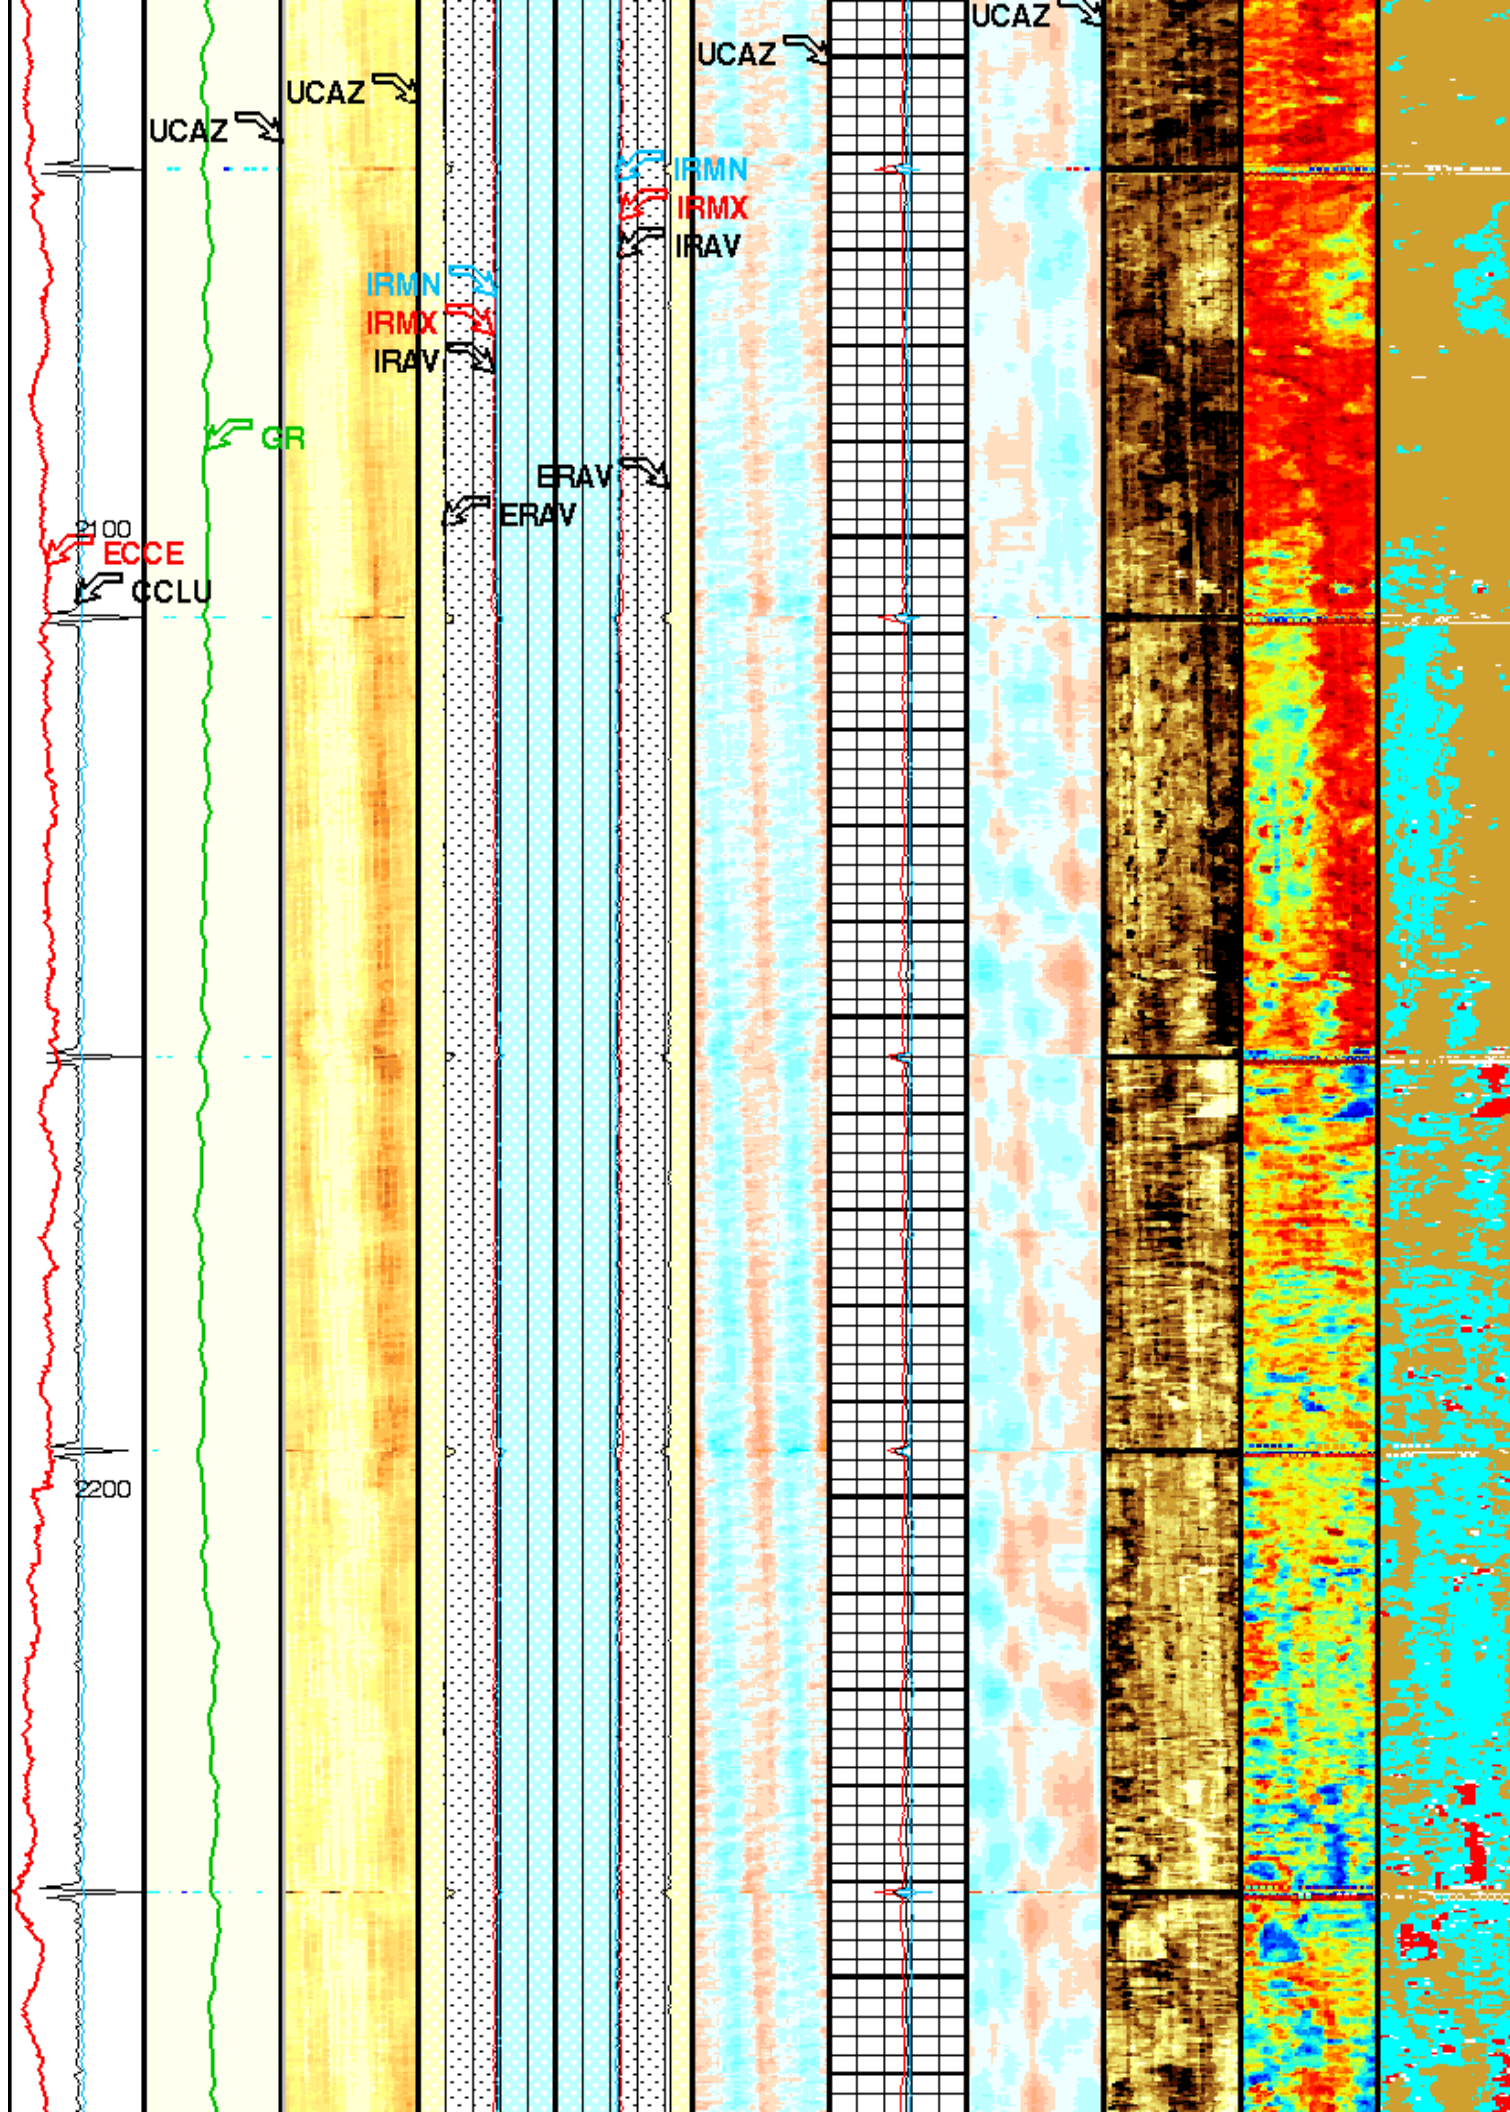 UCAZ
UCAZ
UCAZ
UCAZ
IRMN
IRMX
IRAV
IRMN
IRMX
IRAV
GR
ERAV
ERAV
2100
ECCE
CCLU
2200